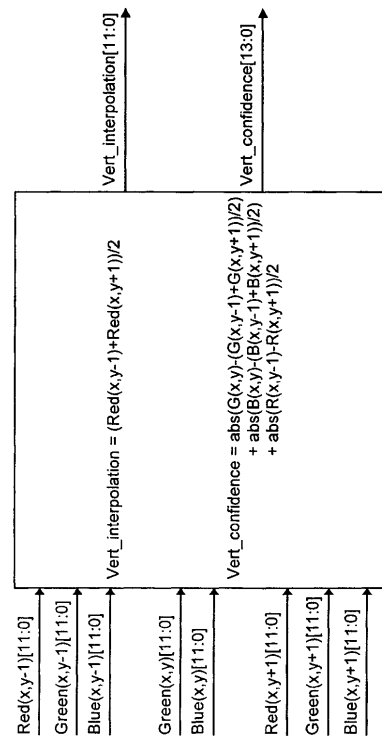 Red(x,y-1)[11:0]
Green(x,y-1)[11:0]
Blue(x,y-1)[11:0]
Green(x,y)[11:0]
Blue(x,y)[11:0]
Red(x,y+1)[11:0]
Green(x,y+1)[11:0]
Blue(x,y+1)[11:0]
Vert_interpolation = (Red(x,y-1)+Red(x,y+1))/2
Vert_confidence = abs(G(x,y)-(G(x,y-1)+G(x,y+1))/2)
+ abs(B(x,y)-(B(x,y-1)+B(x,y+1))/2)
+ abs(R(x,y-1)-R(x,y+1))/2
Vert_interpolation[11:0]
Vert_confidence[13:0]